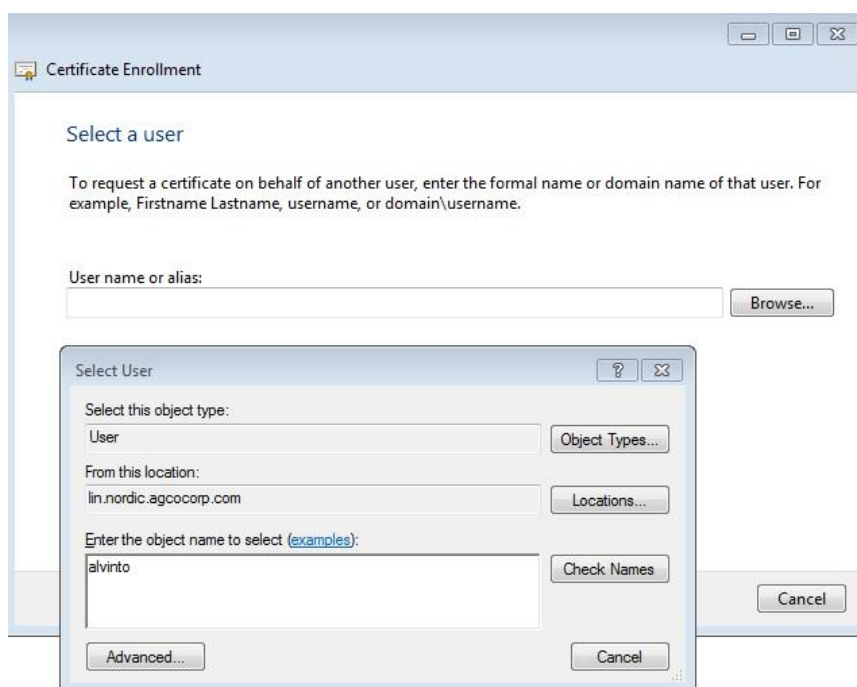 Certificate Enrollment
Select a user
To request a certificate on behalf of another user, enter the formal name or domain name of that user. For
example, Firstname Lastname, username, or domain\username.
User name or alias:
Browse...
Select User
Select this object type:
User
Object Types...
From this location:
lin.nordic.agcocorp.com
Locations...
Enter the object name to select (examples):
alvinto
Check Names
Cancel
Advanced...
Cancel